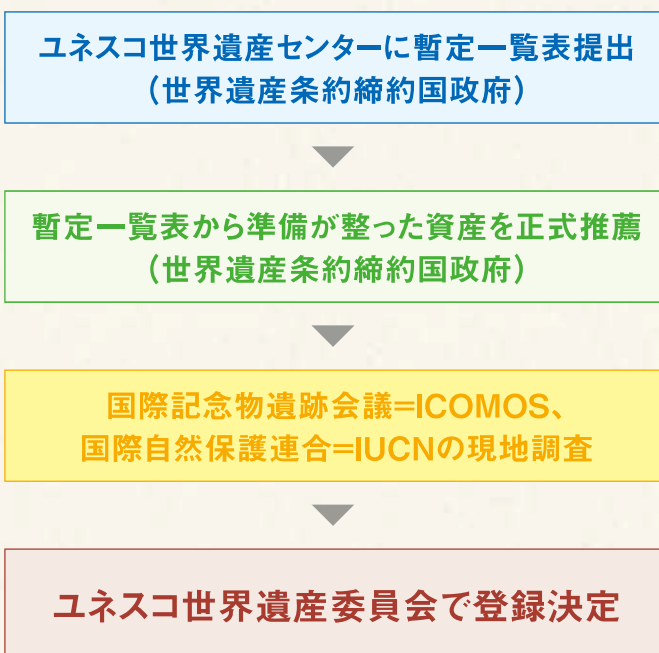 ユネスコ世界遺産センターに暫定一覧表提出
（世界遺産条約締約国政府）
暫定一覧表から準備が整った資産を正式推薦
（世界遺産条約締約国政府）
国際記念物遺跡会議=ICOMOS、
国際自然保護連合=IUCNの現地調査
ユネスコ世界遺産委員会で登録決定